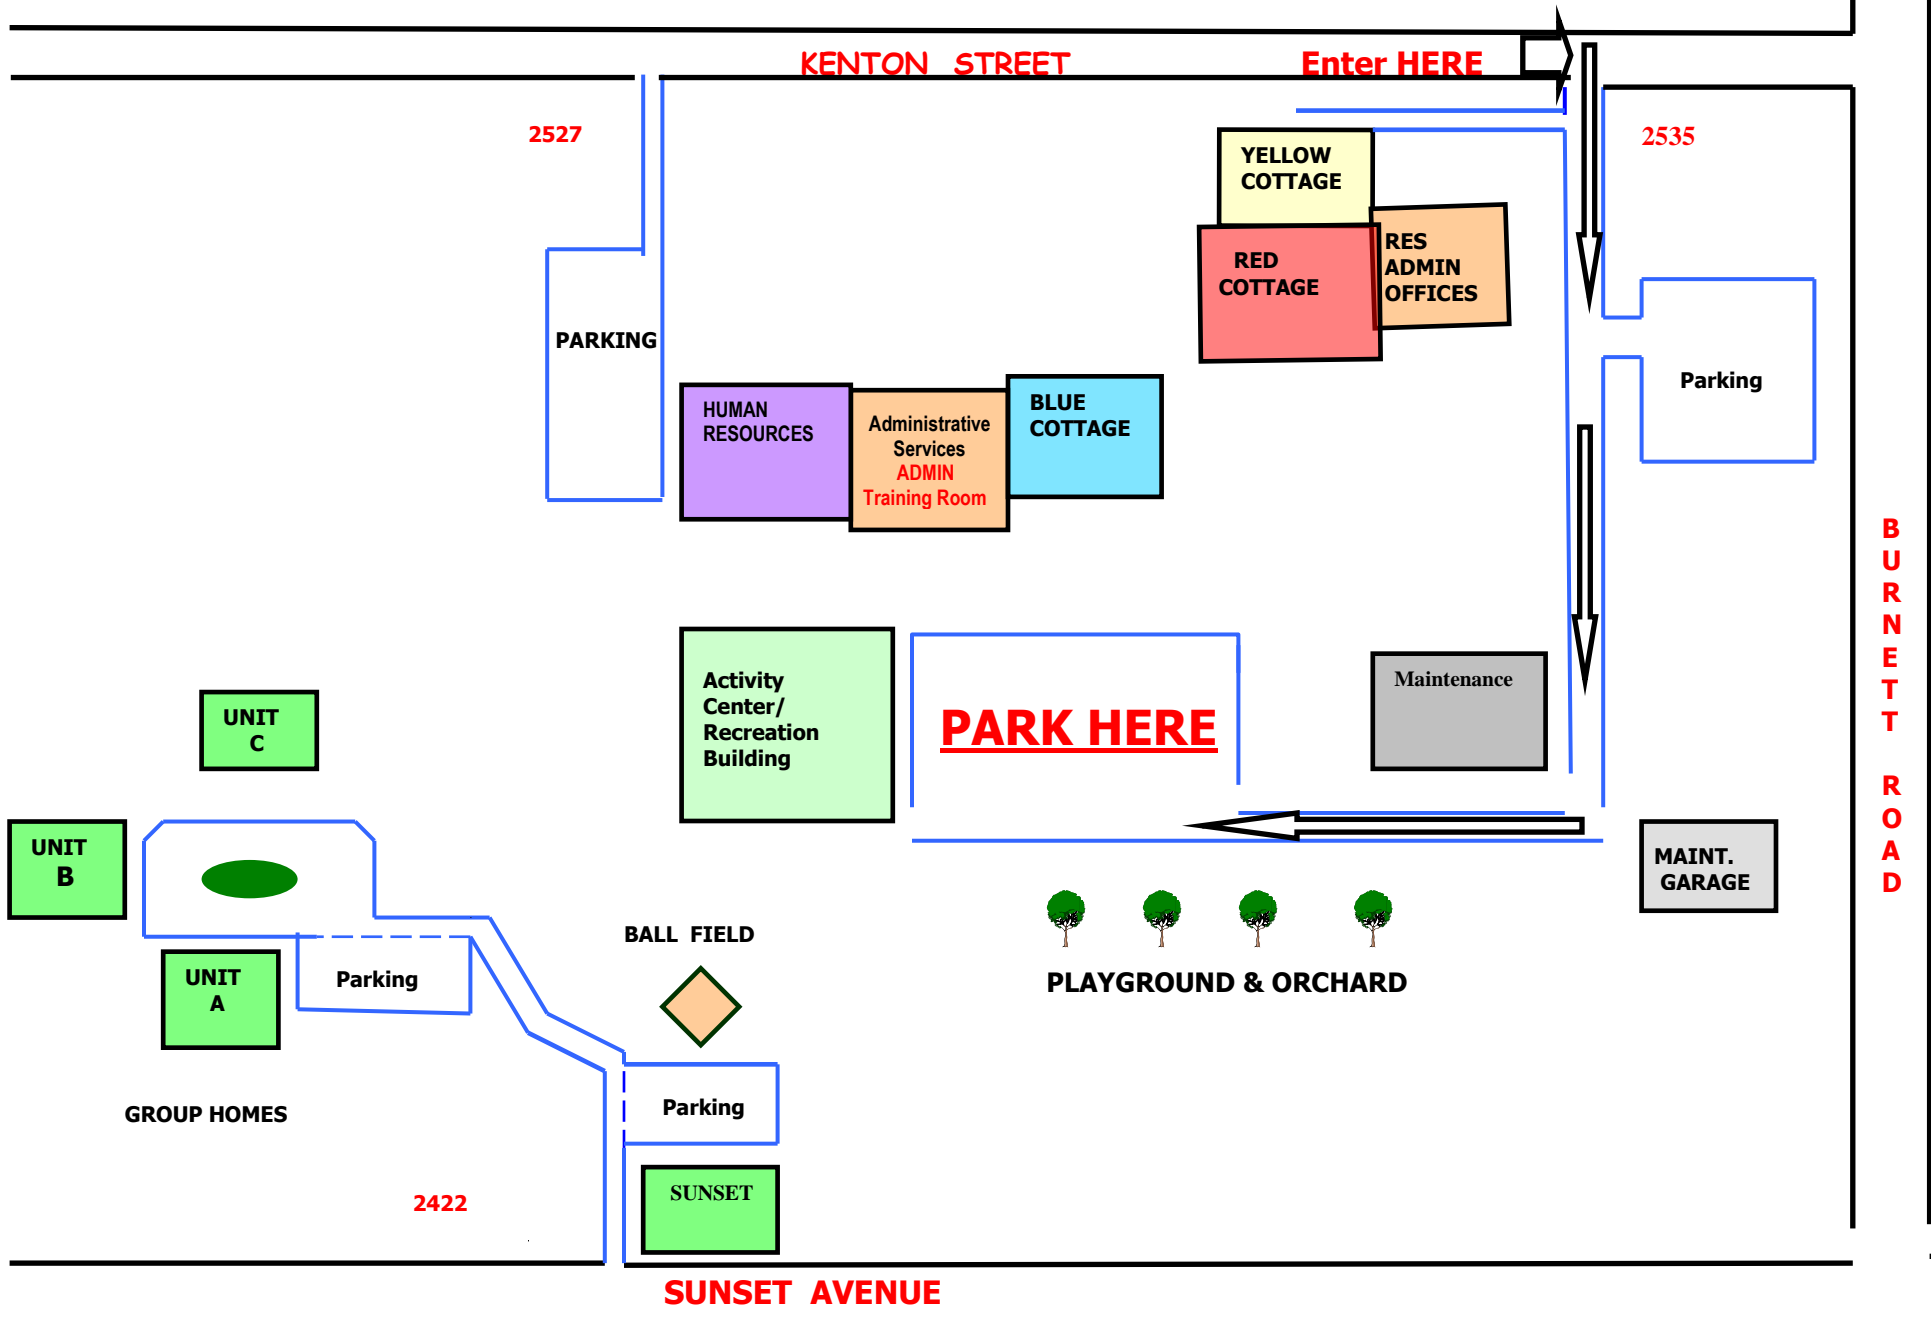 KENTON STREET
Enter HERE
2527
2535
YELLOW
COTTAGE
RED
COTTAGE
RES
ADMIN
OFFICES
PARKING
Parking
HUMAN
RESOURCES
Administrative
Services
ADMIN
Training Room
BLUE
COTTAGE
BURNETT ROAD
Activity
Center/
Recreation
Building
PARK HERE
Maintenance
UNIT
C
UNIT
B
MAINT.
GARAGE
UNIT
A
Parking
BALL FIELD
PLAYGROUND & ORCHARD
GROUP HOMES
Parking
2422
SUNSET
SUNSET AVENUE